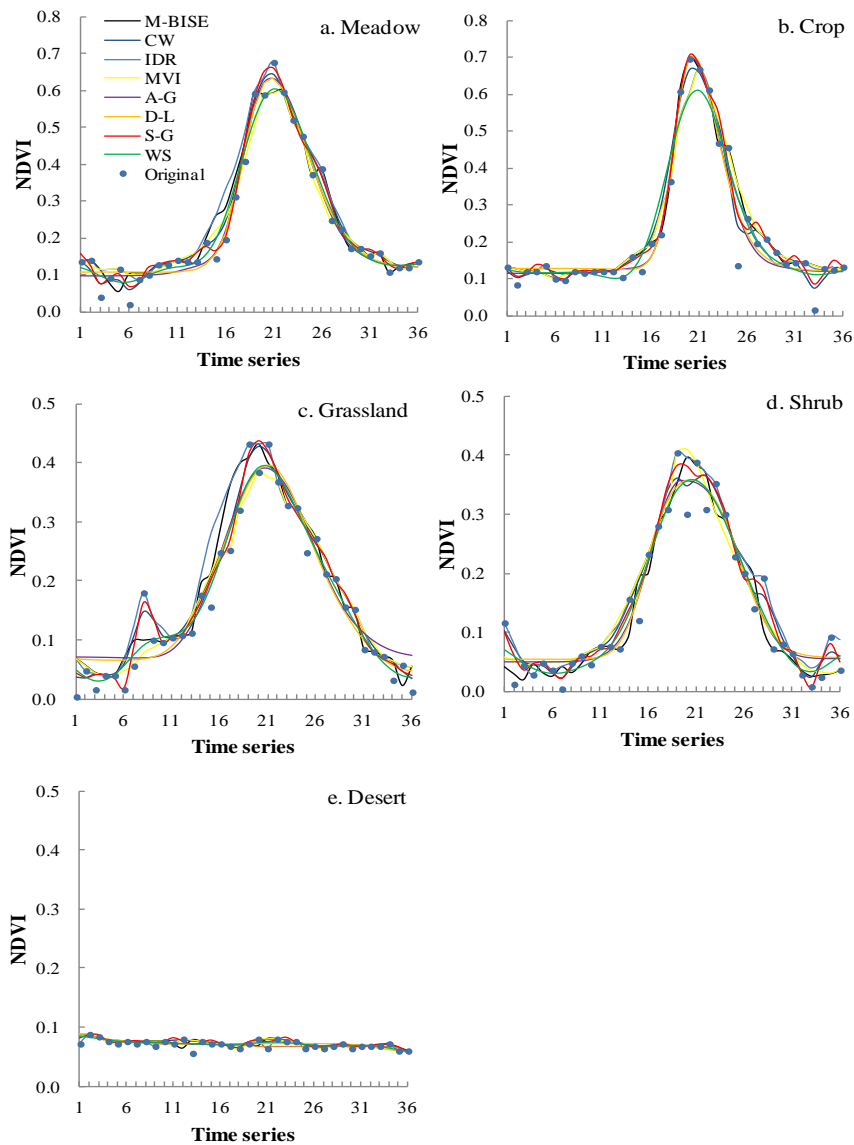 M-BISE
CW
IDR
MVI
A-G
D-L
S-G
WS
Original
a. Meadow
0.8
0.7
0.6
0.5
0.4
0.3
0.2
0.1
0.0
NDVI
1 6 11 16 21 26 31 36
Time series
b. Crop
0.8
0.7
0.6
0.5
0.4
0.3
0.2
0.1
0.0
NDVI
1 6 11 16 21 26 31 36
Time series
c. Grassland
0.5
0.4
0.3
0.2
0.1
0.0
NDVI
1 6 11 16 21 26 31 36
Time series
d. Shrub
0.5
0.4
0.3
0.2
0.1
0.0
NDVI
1 6 11 16 21 26 31 36
Time series
e. Desert
0.5
0.4
0.3
0.2
0.1
0.0
NDVI
1 6 11 16 21 26 31 36
Time series